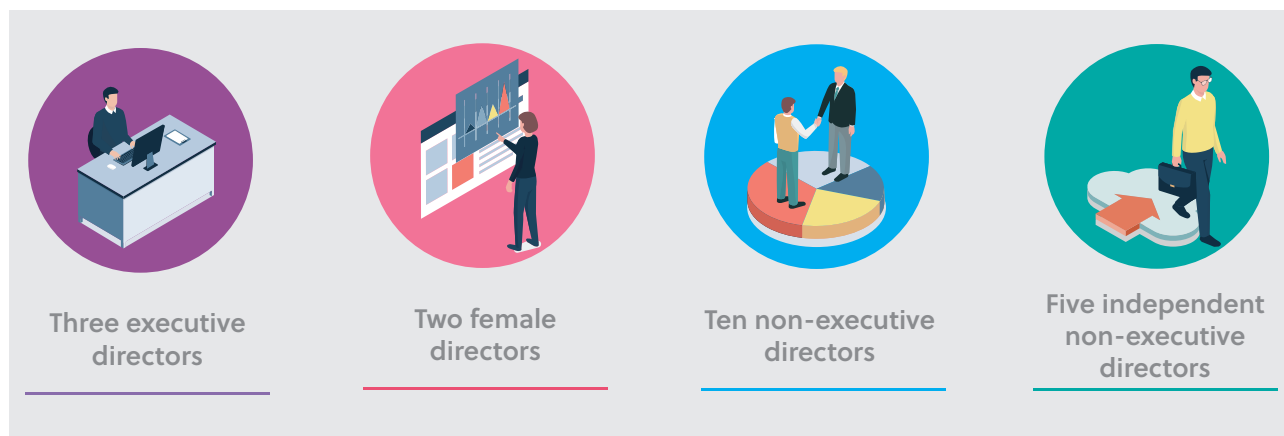 Three executive
directors
Two female
directors
Ten non-executive
directors
Five independent
non-executive
directors